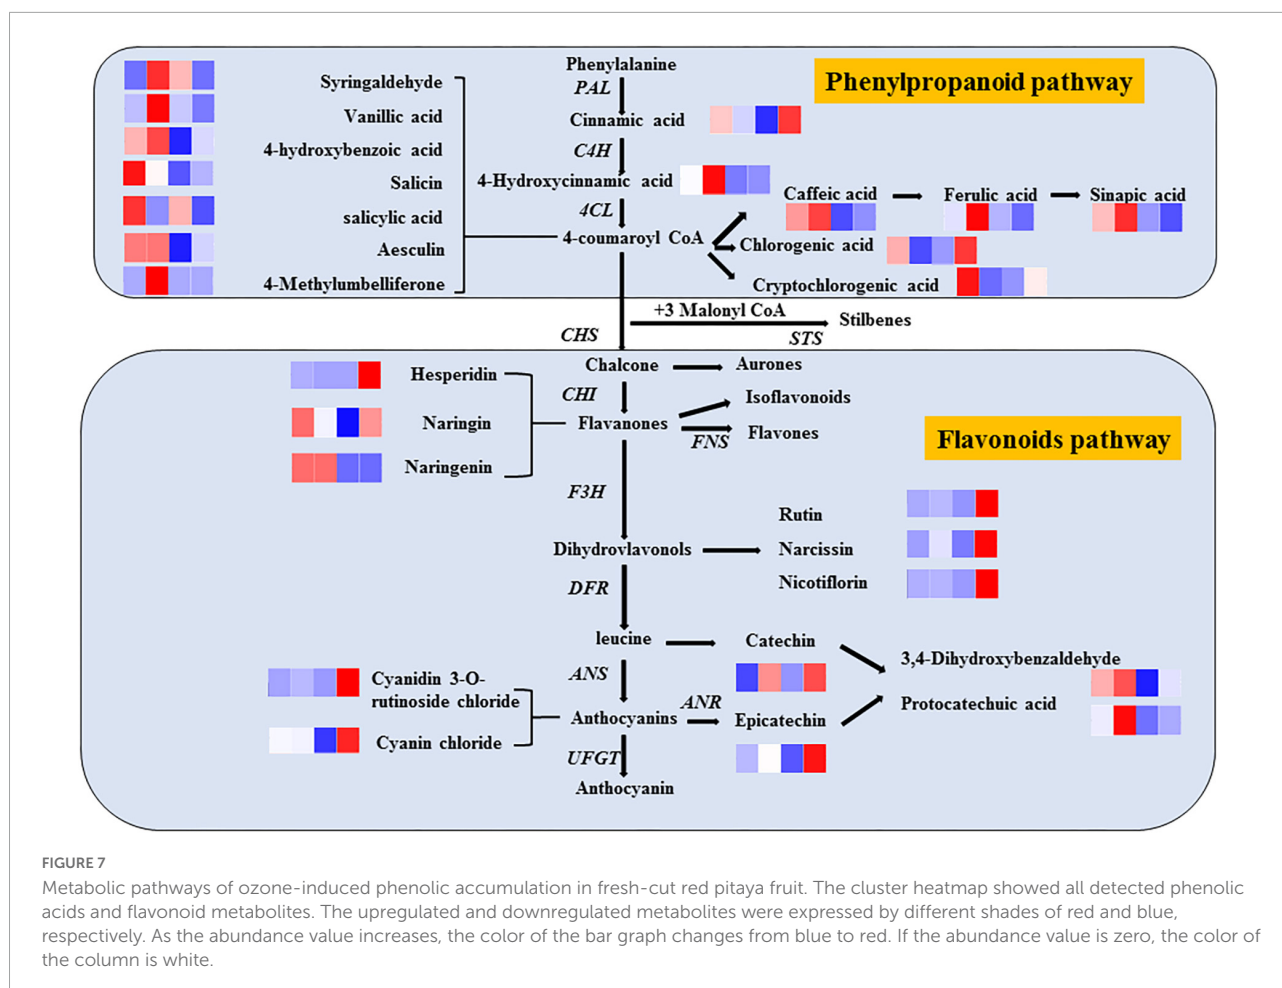 Phenylpropanoid pathway
Phenylalanine
PAL
Cinnamic acid
C4H
4-Hydroxycinnamic acid
4CL
4-coumaroyl CoA
Syringaldehyde
Vanillic acid
4-hydroxybenzoic acid
Salicin
salicylic acid
Aesculin
4-Methylumbelliferone
Caffeic acid
Ferulic acid
Sinapic acid
Chlorogenic acid
Cryptochlorogenic acid
+3 Malonyl CoA
STS
Stilbenes
CHS
Flavonoids pathway
Chalcone
Aurones
CHI
Isoflavonoids
Flavanones
FNS
Flavones
Hesperidin
Naringin
Naringenin
F3H
Dihydrovlavonols
Rutin
Narcissin
Nicotiflorin
DFR
leucine
Catechin
3,4-Dihydroxybenzaldehyde
Protocatechuic acid
ANS
Cyanidin 3-O-
rutinoside chloride
Cyanin chloride
Anthocyanins
ANR
Epicatechin
UFGT
Anthocyanin
FIGURE 7
Metabolic pathways of ozone-induced phenolic accumulation in fresh-cut red pitaya fruit. The cluster heatmap showed all detected phenolic
acids and flavonoid metabolites. The upregulated and downregulated metabolites were expressed by different shades of red and blue,
respectively. As the abundance value increases, the color of the bar graph changes from blue to red. If the abundance value is zero, the color of
the column is white.